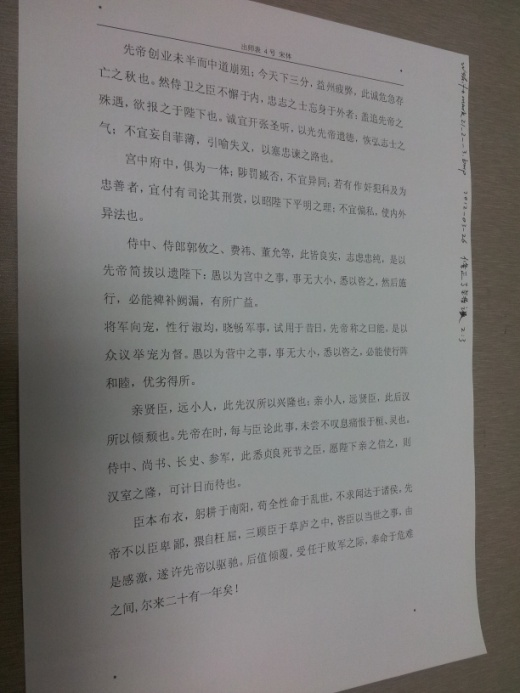 出师表 4号 宋体
先帝创业未半而中道崩殂；今天下三分，益州疲弊，此诚危急存
亡之秋也。然侍卫之臣不懈于内，忠志之士忘身于外者：盖追先帝之
殊遇，欲报之于陛下也。诚宜开张圣听，以光先帝遗德，恢弘志士之
气；不宜妄自菲薄，引喻失义，以塞忠谏之路也。
宫中府中，俱为一体；陟罚臧否，不宜异同：若有作奸犯科及为
忠善者，宜付有司论其刑赏，以昭陛下平明之理；不宜偏私，使内外
异法也。
侍中、侍郎郭攸之、费祎、董允等，此皆良实，志虑忠纯，是以
先帝简拔以遗陛下：愚以为宫中之事，事无大小，悉以咨之，然后施
行，必能裨补阙漏，有所广益。
将军向宠，性行淑均，晓畅军事，试用于昔日，先帝称之曰能，是以
众议举宠为督。愚以为营中之事，事无大小，悉以咨之，必能使行阵
和睦，优劣得所。
亲贤臣，远小人，此先汉所以兴隆也；亲小人，远贤臣，此后汉
所以倾颓也。先帝在时，每与臣论此事，未尝不叹息痛恨于桓、灵也。
侍中、尚书、长史、参军，此悉贞良死节之臣，愿陛下亲之信之，则
汉室之隆，可计日而待也。
臣本布衣，躬耕于南阳，苟全性命于乱世，不求闻达于诸侯，先
帝不以臣卑鄙，猥自枉屈，三顾臣于草庐之中，咨臣以当世之事，由
是感激，遂许先帝以驱驰。后值倾覆，受任于败军之际，奉命于危难
之间，尔来二十有一年矣！